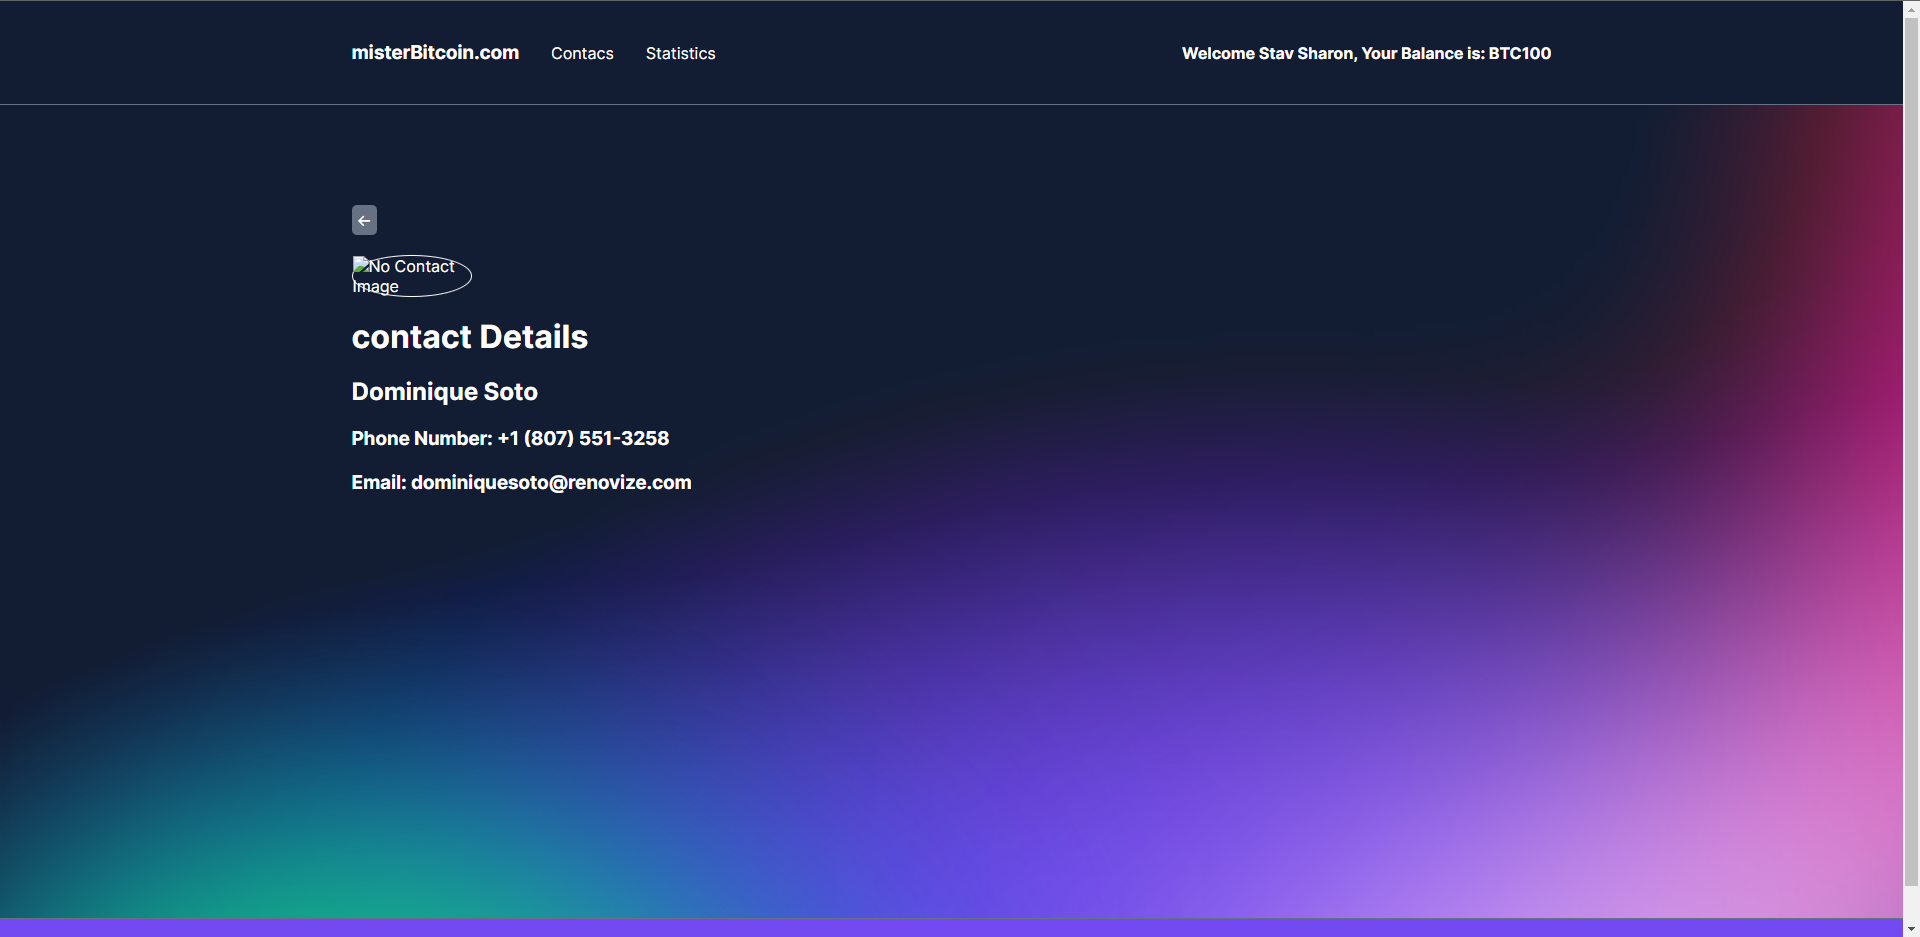 misterBitcoin.com Contacs Statistics Welcome Stav Sharon, Your Balance is: BTC100
←
No Contact
Image
contact Details
Dominique Soto
Phone Number: +1 (807) 551-3258
Email: dominiquesoto@renovize.com